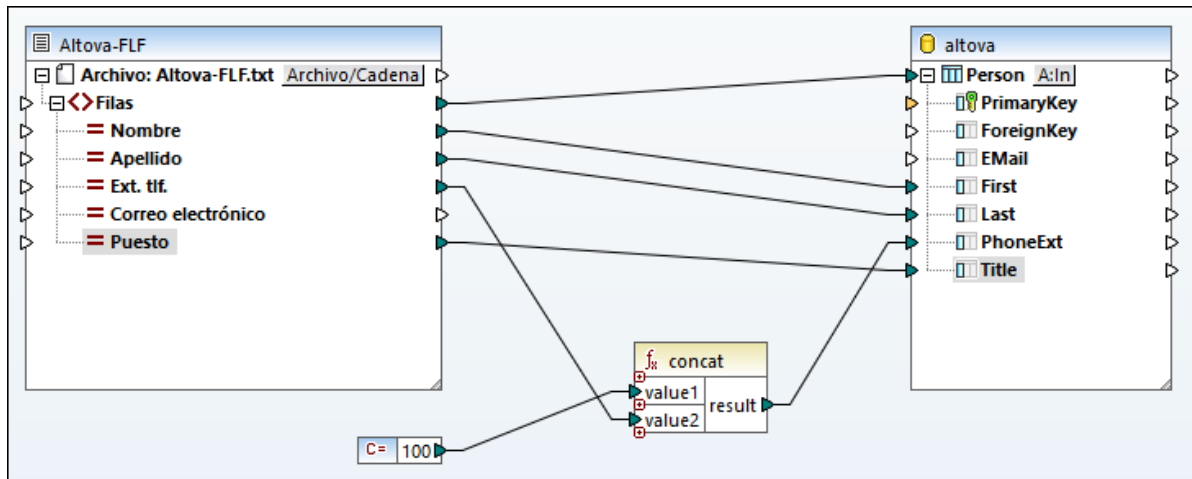 Altova-FLF
Archivo: Altova-FLF.txt Archivo/Cadena
Filas
Nombre
Apellido
Ext. tlf.
Correo electrónico
Puesto
altova
Person A:In
PrimaryKey
ForeignKey
EMail
First
Last
PhoneExt
Title
fx concat
value1
value2
result
C= 100